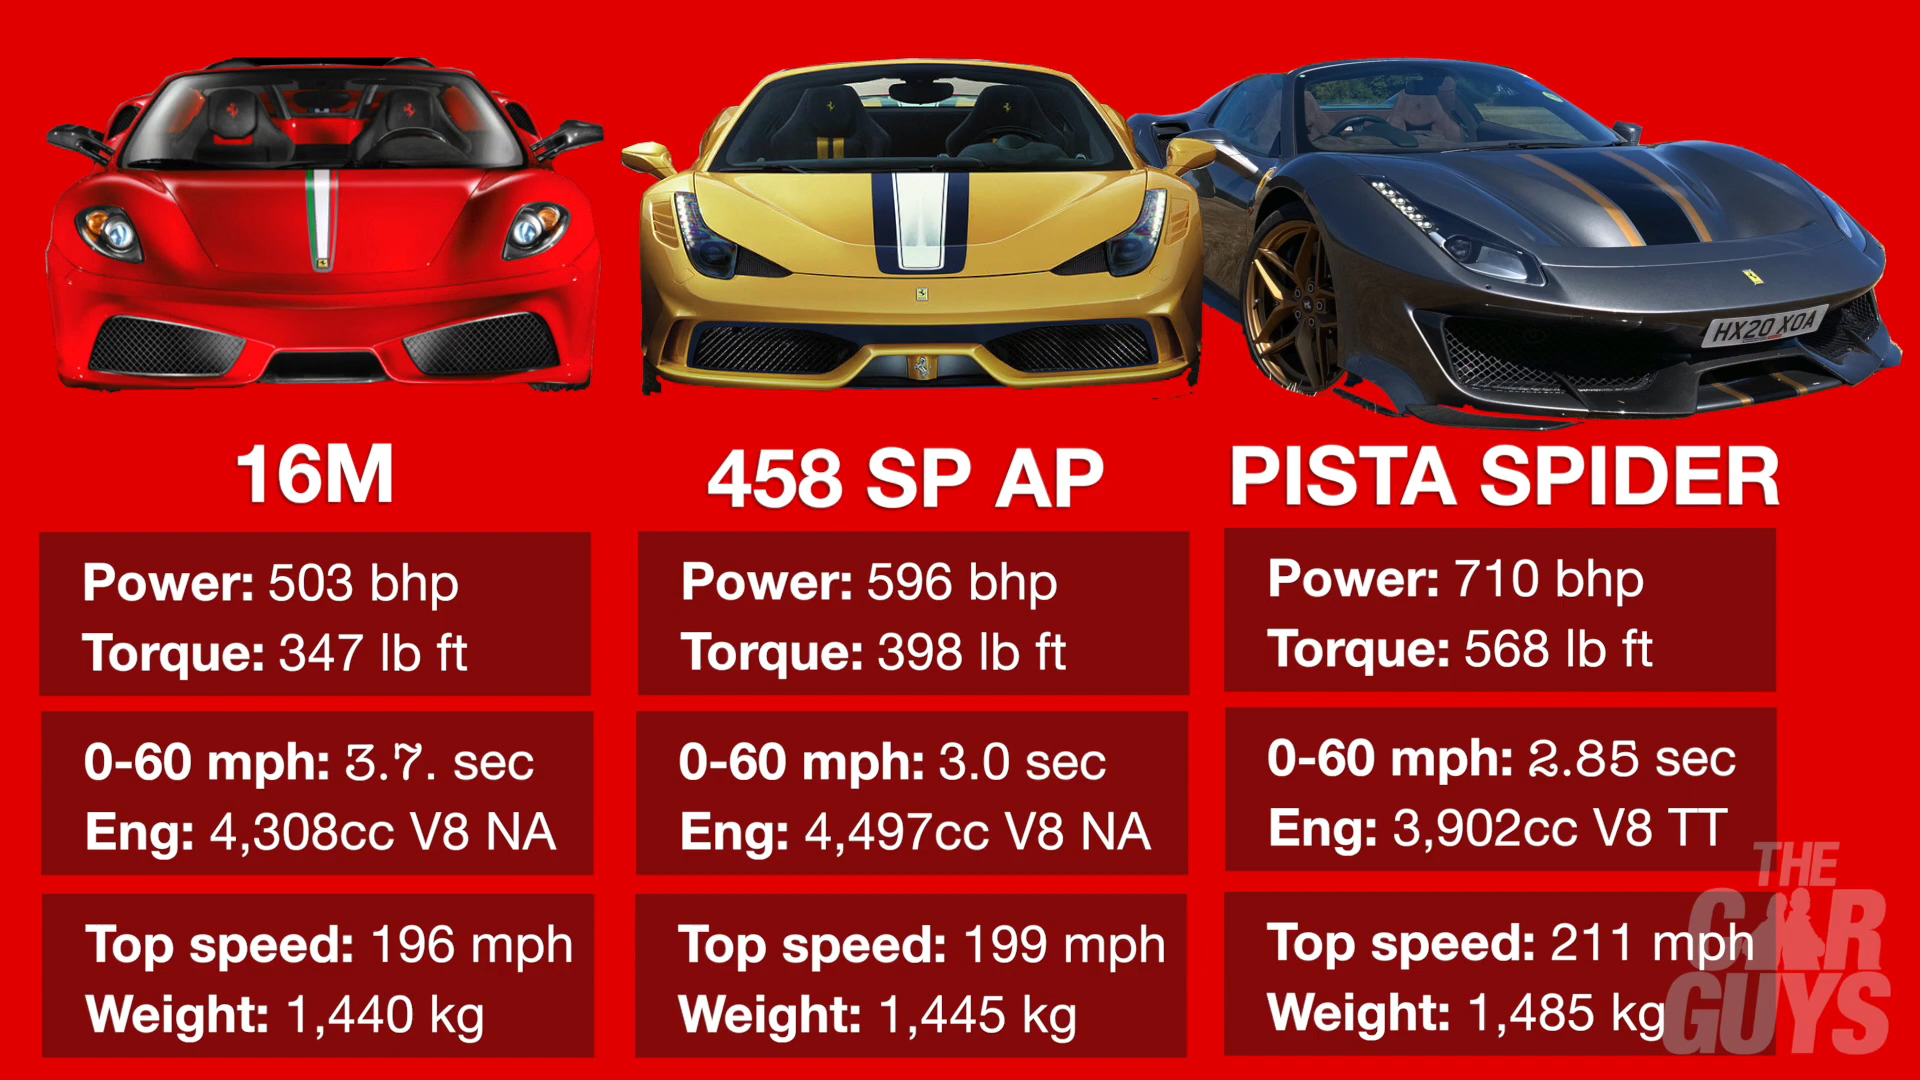 HX20 XOA
16M
Power: 503 bhp
Torque: 347 lb ft
0-60 mph: 3.7. sec
Eng: 4,308cc V8 NA
Top speed: 196 mph
Weight: 1,440 kg
458 SP AP
Power: 596 bhp
Torque: 398 lb ft
0-60 mph: 3.0 sec
Eng: 4,497cc V8 NA
Top speed: 199 mph
Weight: 1,445 kg
PISTA SPIDER
Power: 710 bhp
Torque: 568 lb ft
0-60 mph: 2.85 sec
Eng: 3,902cc V8 TT
Top speed: 211 mph
Weight: 1,485 kg
THE
CAR
GUYS